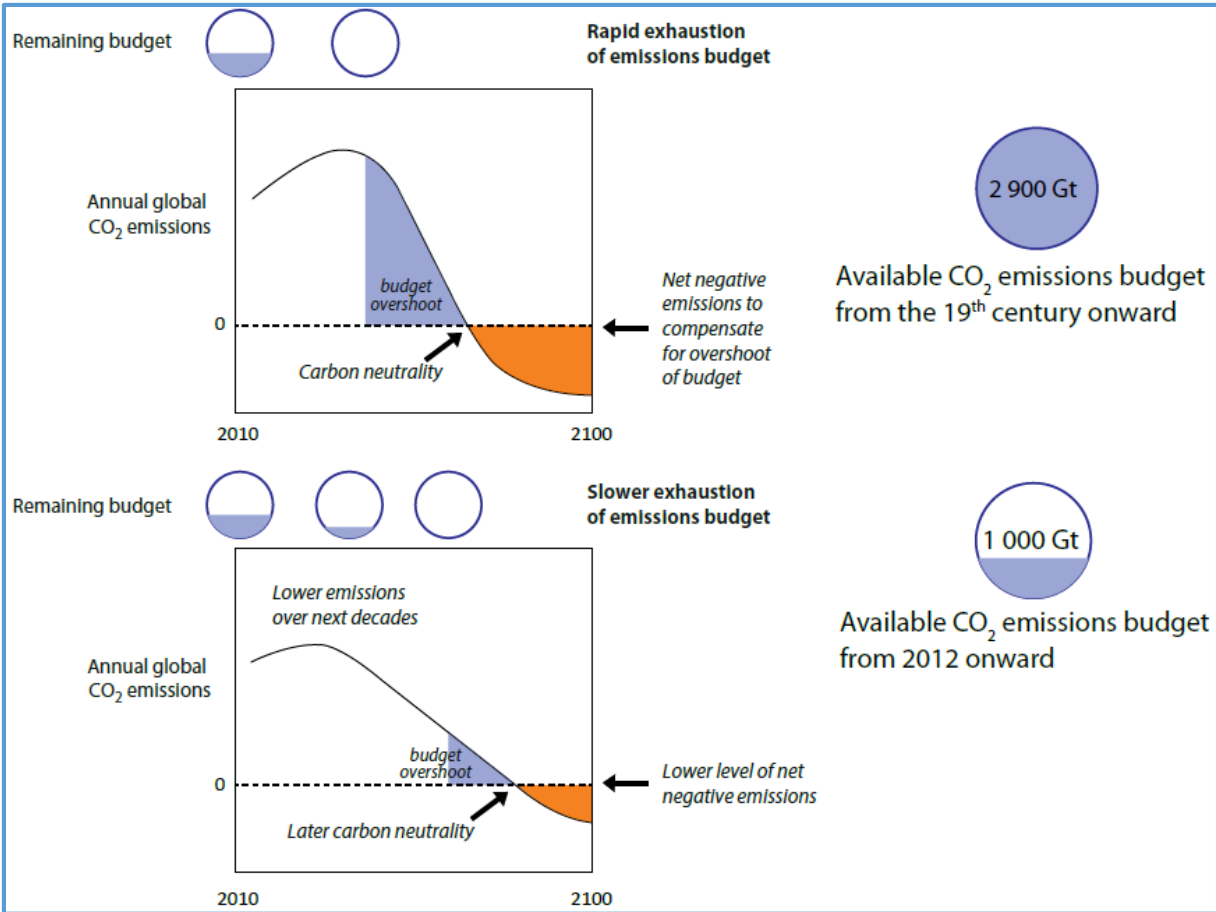 Remaining budget
Rapid exhaustion
of emissions budget
Annual global
CO₂ emissions
budget
overshoot
0
Carbon neutrality
Net negative
emissions to
compensate
for overshoot
of budget
2010
2100
2 900 Gt
Available CO₂ emissions budget
from the 19ᵗʰ century onward
Remaining budget
Slower exhaustion
of emissions budget
Lower emissions
over next decades
Annual global
CO₂ emissions
budget
overshoot
0
Later carbon neutrality
Lower level of net
negative emissions
2010
2100
1 000 Gt
Available CO₂ emissions budget
from 2012 onward